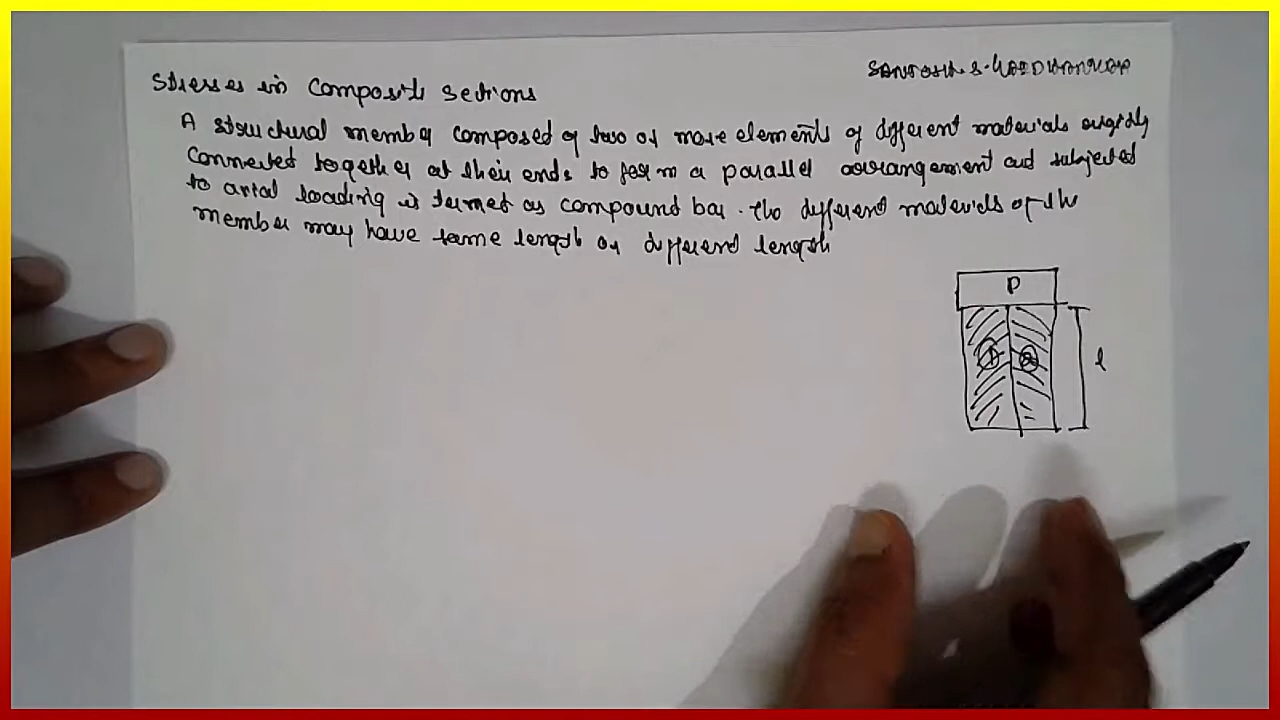 Stresses in Composite Sections
A structural member composed of two or more elements of different materials rigidly
connected together at their ends to form a parallel arrangement and subjected
to axial loading is termed as compound bar. The different materials of the
member may have same length or different length
P
1 2
l